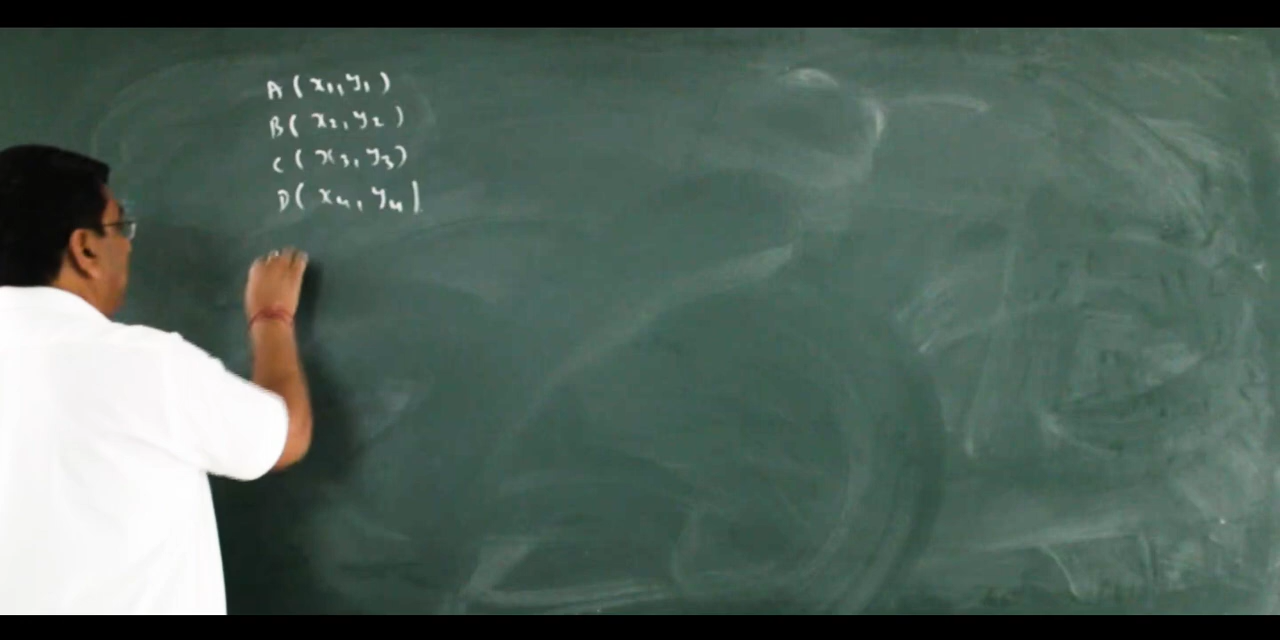 A (x₁, y₁)
B (x₂, y₂)
C (x₃, y₃)
D (x₄, y₄)